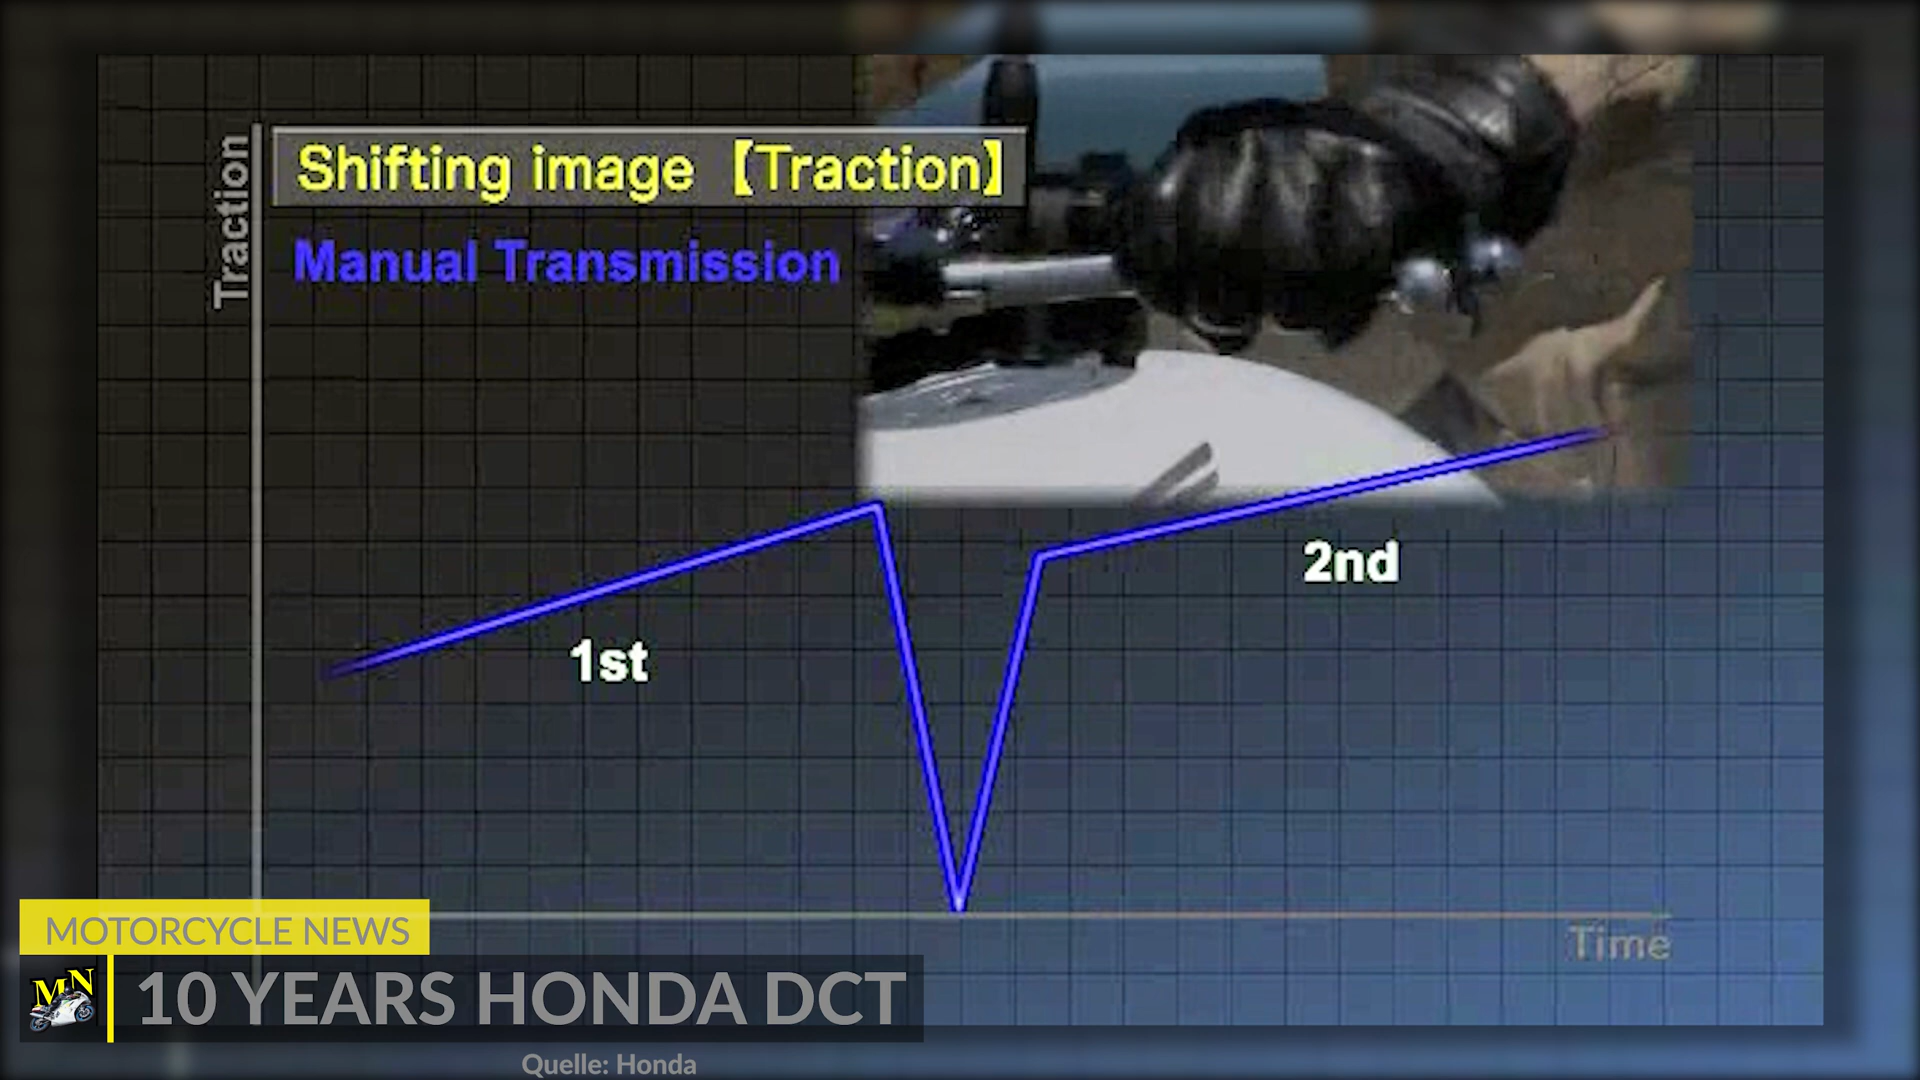 Traction
Shifting image 【Traction】
Manual Transmission
1st
2nd
Time
MOTORCYCLE NEWS
MN
10 YEARS HONDA DCT
Quelle: Honda